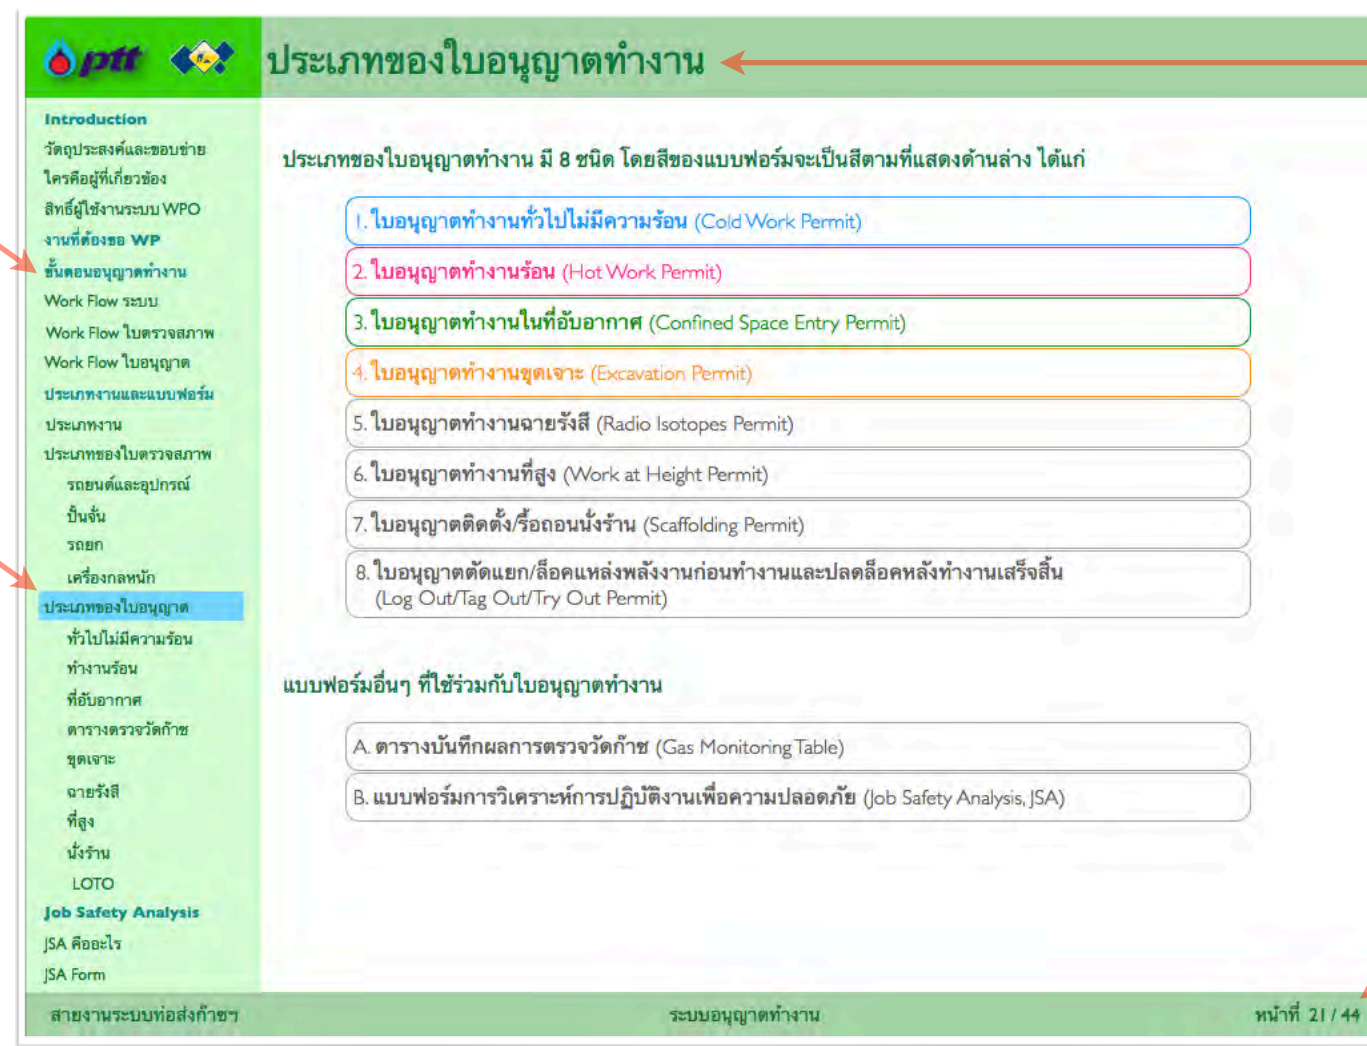 ptt
ประเภทของใบอนุญาตทำงาน
Introduction
วัตถุประสงค์และขอบข่าย
ใครคือผู้ที่เกี่ยวข้อง
สิทธิ์ผู้ใช้งานระบบ WPO
งานที่ต้องขอ WP
ขั้นตอนอนุญาตทำงาน
Work Flow ระบบ
Work Flow ใบตรวจสภาพ
Work Flow ใบอนุญาต
ประเภทงานและแบบฟอร์ม
ประเภทงาน
ประเภทของใบตรวจสภาพ
รถยนต์และอุปกรณ์
ปั้นจั่น
รถยก
เครื่องกลหนัก
ประเภทของใบอนุญาต
ทั่วไปไม่มีความร้อน
ทำงานร้อน
ที่อับอากาศ
ตารางตรวจวัดก๊าซ
ขุดเจาะ
ฉายรังสี
ที่สูง
นั่งร้าน
LOTO
Job Safety Analysis
JSA คืออะไร
JSA Form
ประเภทของใบอนุญาตทำงาน มี 8 ชนิด โดยสีของแบบฟอร์มจะเป็นสีตามที่แสดงด้านล่าง ได้แก่
1. ใบอนุญาตทำงานทั่วไปไม่มีความร้อน (Cold Work Permit)
2. ใบอนุญาตทำงานร้อน (Hot Work Permit)
3. ใบอนุญาตทำงานในที่อับอากาศ (Confined Space Entry Permit)
4. ใบอนุญาตทำงานขุดเจาะ (Excavation Permit)
5. ใบอนุญาตทำงานฉายรังสี (Radio Isotopes Permit)
6. ใบอนุญาตทำงานที่สูง (Work at Height Permit)
7. ใบอนุญาตติดตั้ง/รื้อถอนนั่งร้าน (Scaffolding Permit)
8. ใบอนุญาตตัดแยก/ล็อคแหล่งพลังงานก่อนทำงานและปลดล็อคหลังทำงานเสร็จสิ้น
(Log Out/Tag Out/Try Out Permit)
แบบฟอร์มอื่นๆ ที่ใช้ร่วมกับใบอนุญาตทำงาน
A. ตารางบันทึกผลการตรวจวัดก๊าซ (Gas Monitoring Table)
B. แบบฟอร์มการวิเคราะห์การปฏิบัติงานเพื่อความปลอดภัย (Job Safety Analysis, JSA)
สายงานระบบท่อส่งก๊าซฯ
ระบบอนุญาตทำงาน
หน้าที่ 21 / 44